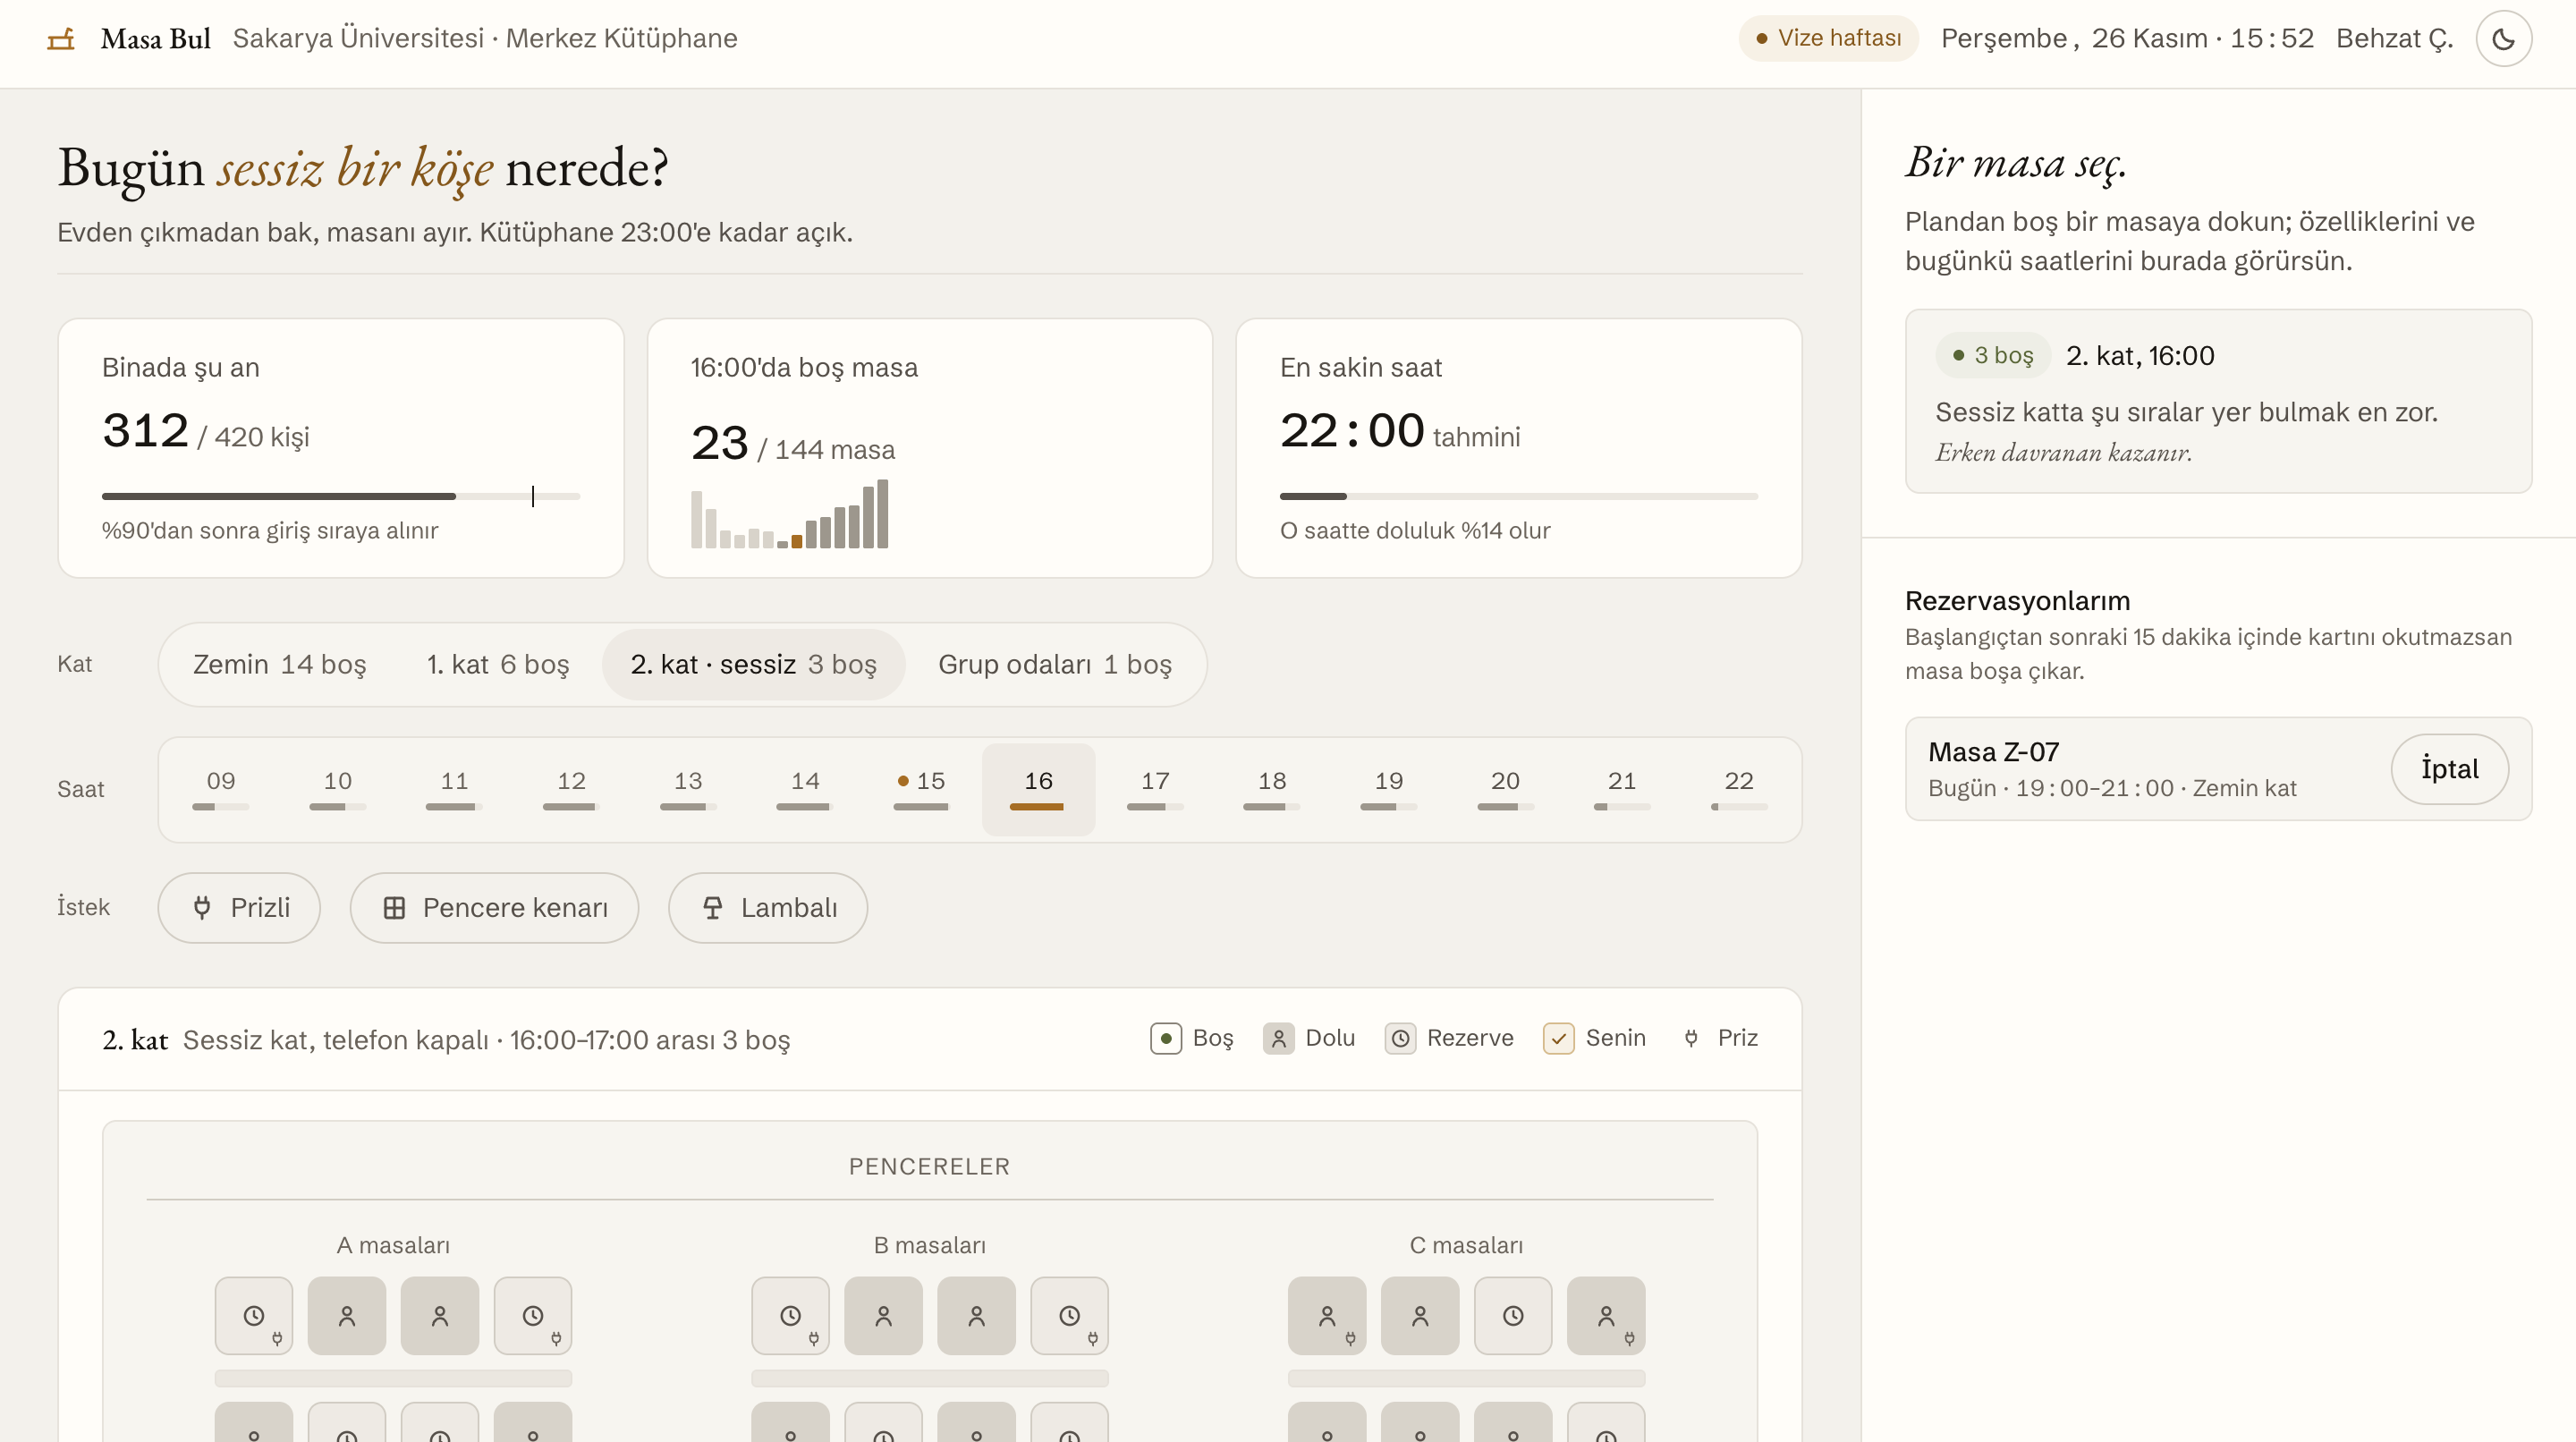 Masa Bul Sakarya Üniversitesi · Merkez Kütüphane
Vize haftası Perşembe, 26 Kasım · 15:52 Behzat Ç.
Bugün sessiz bir köşe nerede?
Evden çıkmadan bak, masanı ayır. Kütüphane 23:00'e kadar açık.
Binada şu an
312 / 420 kişi
%90'dan sonra giriş sıraya alınır
16:00'da boş masa
23 / 144 masa
En sakin saat
22:00 tahmini
O saatte doluluk %14 olur
Kat Zemin 14 boş 1. kat 6 boş 2. kat · sessiz 3 boş Grup odaları 1 boş
Saat 09 10 11 12 13 14 15 16 17 18 19 20 21 22
İstek Prizli Pencere kenarı Lambalı
2. kat Sessiz kat, telefon kapalı · 16:00–17:00 arası 3 boş
Boş Dolu Rezerve Senin Priz
PENCERELER
A masaları B masaları C masaları
Bir masa seç.
Plandan boş bir masaya dokun; özelliklerini ve
bugünkü saatlerini burada görürsün.
3 boş 2. kat, 16:00
Sessiz katta şu sıralar yer bulmak en zor.
Erken davranan kazanır.
Rezervasyonlarım
Başlangıçtan sonraki 15 dakika içinde kartını okutmazsan
masa boşa çıkar.
Masa Z-07
Bugün · 19:00–21:00 · Zemin kat
İptal